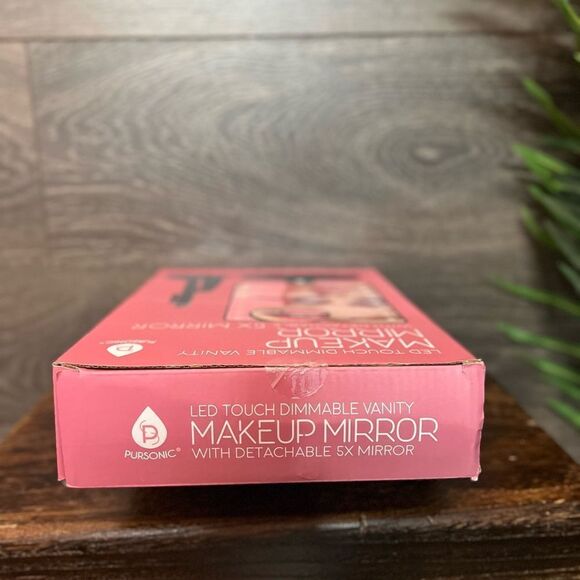 5X MIRROR
MAKEUP
MIRROR
LED TOUCH DIMMABLE VANITY
PURSONIC
LED TOUCH DIMMABLE VANITY
MAKEUP MIRROR
WITH DETACHABLE 5X MIRROR
PURSONIC®